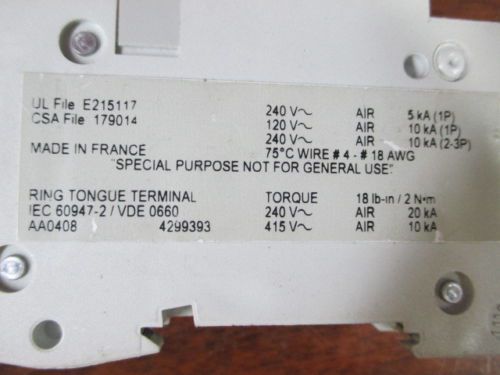 UL File E215117 240 V~ AIR 5 kA (1P)
CSA File 179014 120 V~ AIR 10 kA (1P)
240 V~ AIR 10 kA (2-3P)
MADE IN FRANCE 75°C WIRE # 4 - # 18 AWG
"SPECIAL PURPOSE NOT FOR GENERAL USE"
RING TONGUE TERMINAL TORQUE 18 lb-in / 2 N•m
IEC 60947-2 / VDE 0660 240 V~ AIR 20 kA
AA0408 4299393 415 V~ AIR 10 kA